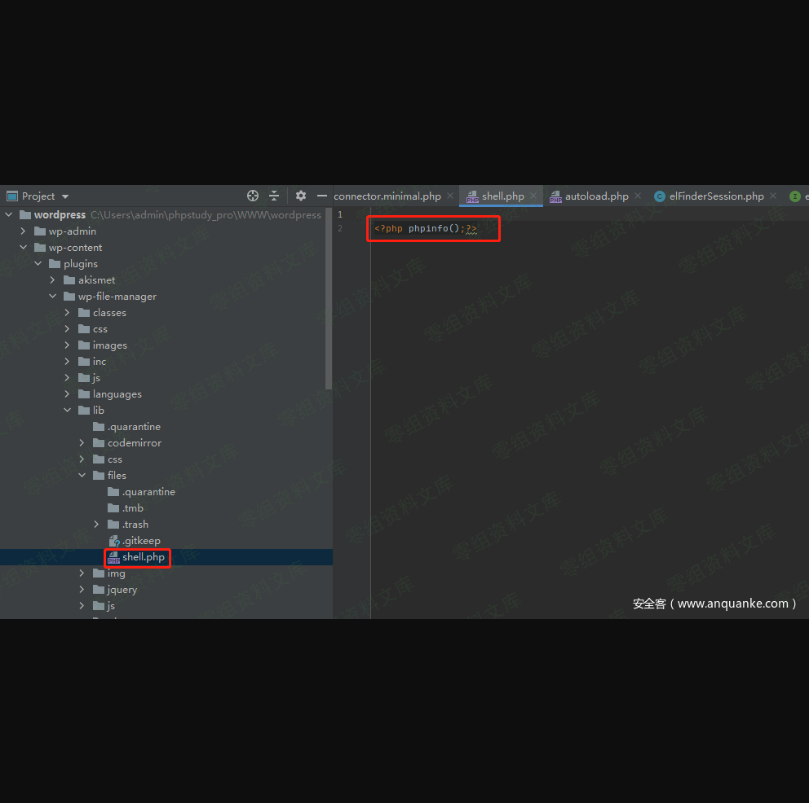 Project
connector.minimal.php
shell.php
autoload.php
elFinderSession.php
wordpress C:\Users\admin\phpstudy_pro\WWW\wordpress
1
wp-admin
2
<?php phpinfo();?>
wp-content
plugins
akismet
wp-file-manager
classes
css
images
inc
js
languages
lib
.quarantine
codemirror
css
files
.quarantine
.tmb
.trash
.gitkeep
shell.php
img
jquery
js
安全客（www.anquanke.com）
零组资料文库